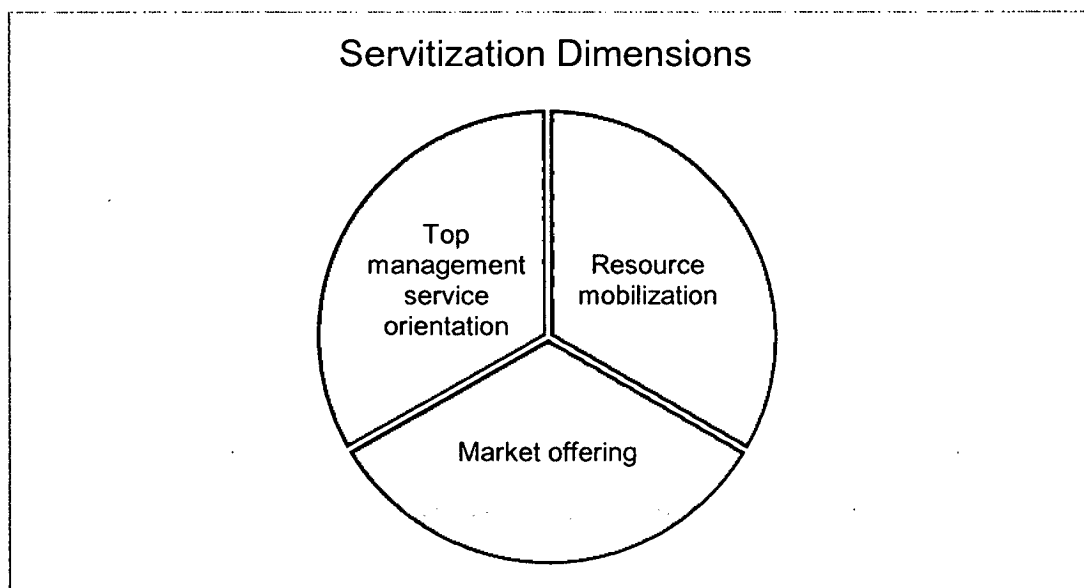 Servitization Dimensions
Top
management
service
orientation
Resource
mobilization
Market offering